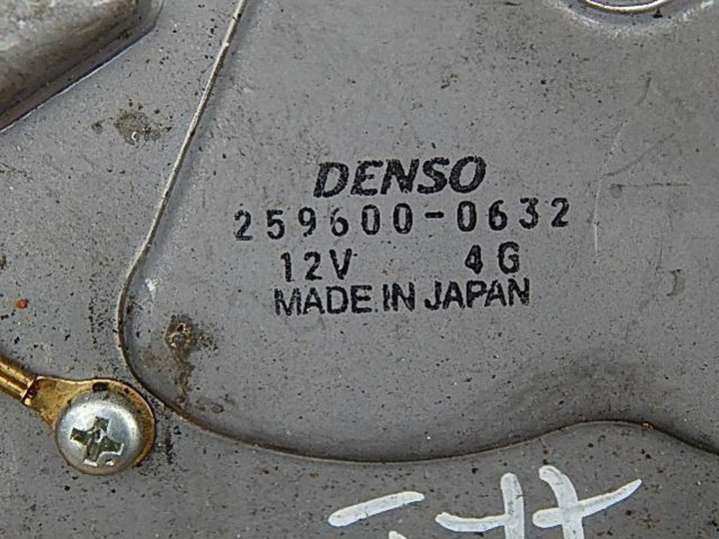 DENSO
259600-0632
12V 4G
MADE IN JAPAN